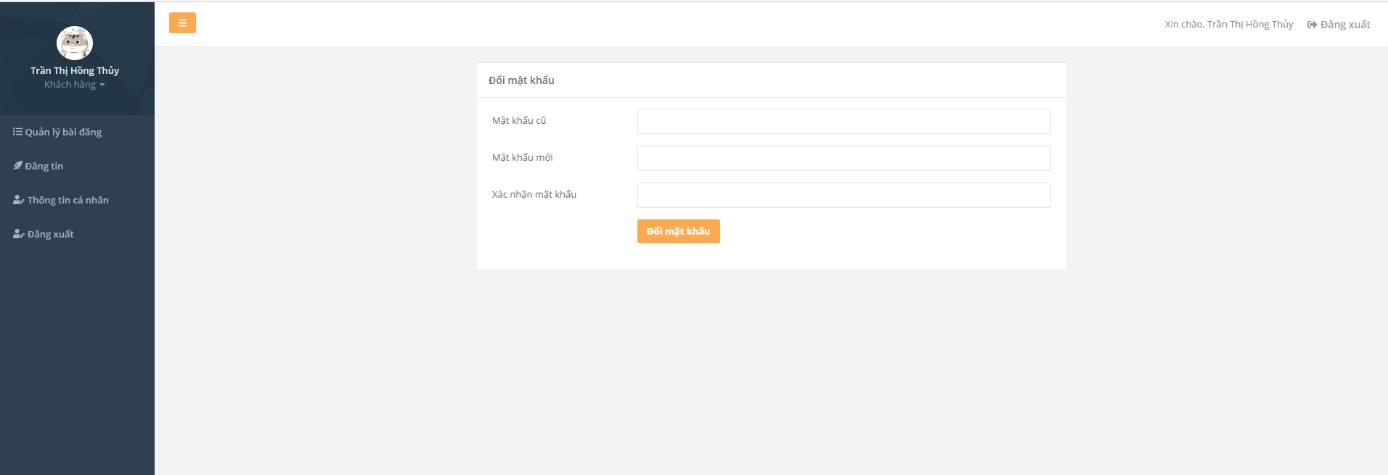 Trần Thị Hồng Thủy
Khách hàng
Quản lý bài đăng
Đăng tin
Thông tin cá nhân
Đăng xuất
Xin chào, Trần Thị Hồng Thủy Đăng xuất
Đổi mật khẩu
Mật khẩu cũ
Mật khẩu mới
Xác nhận mật khẩu
Đổi mật khẩu